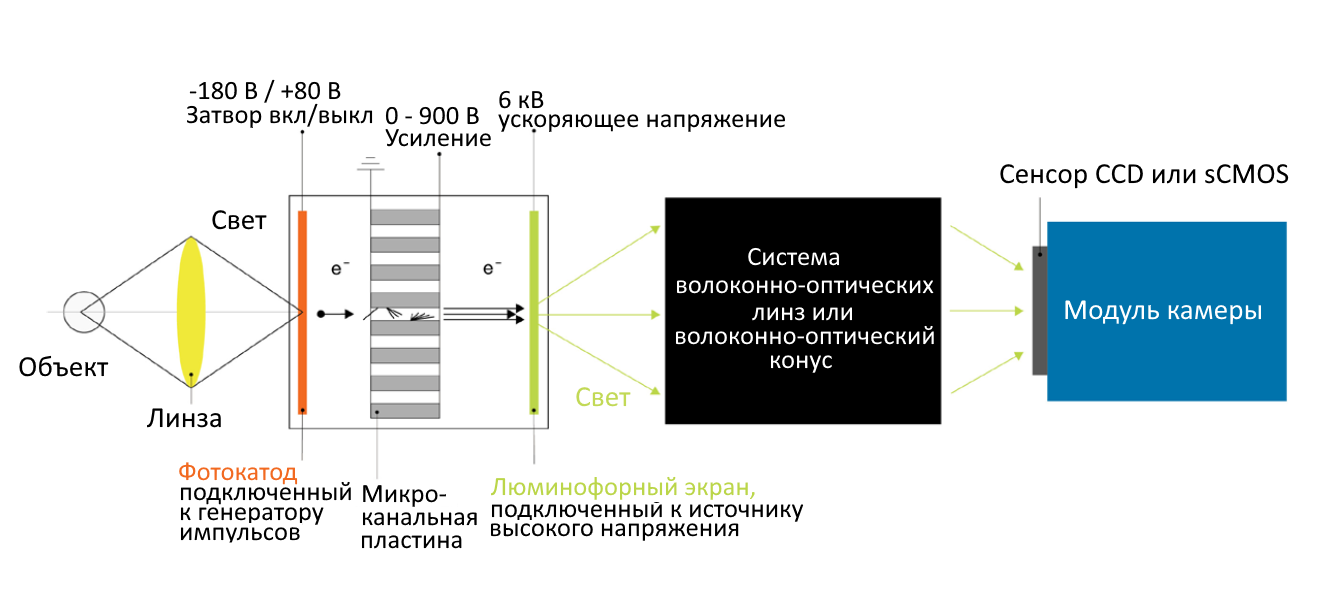 -180 В / +80 В
Затвор вкл/выкл
0 - 900 В
Усиление
6 кВ
ускоряющее напряжение
Сенсор CCD или sCMOS
Свет
e⁻
e⁻
Система
волоконно-оптических
линз или
волоконно-оптический
конус
Модуль камеры
Объект
Линза
Свет
Фотокатод
подключенный
к генератору
импульсов
Микро-
канальная
пластина
Люминофорный экран,
подключенный к источнику
высокого напряжения